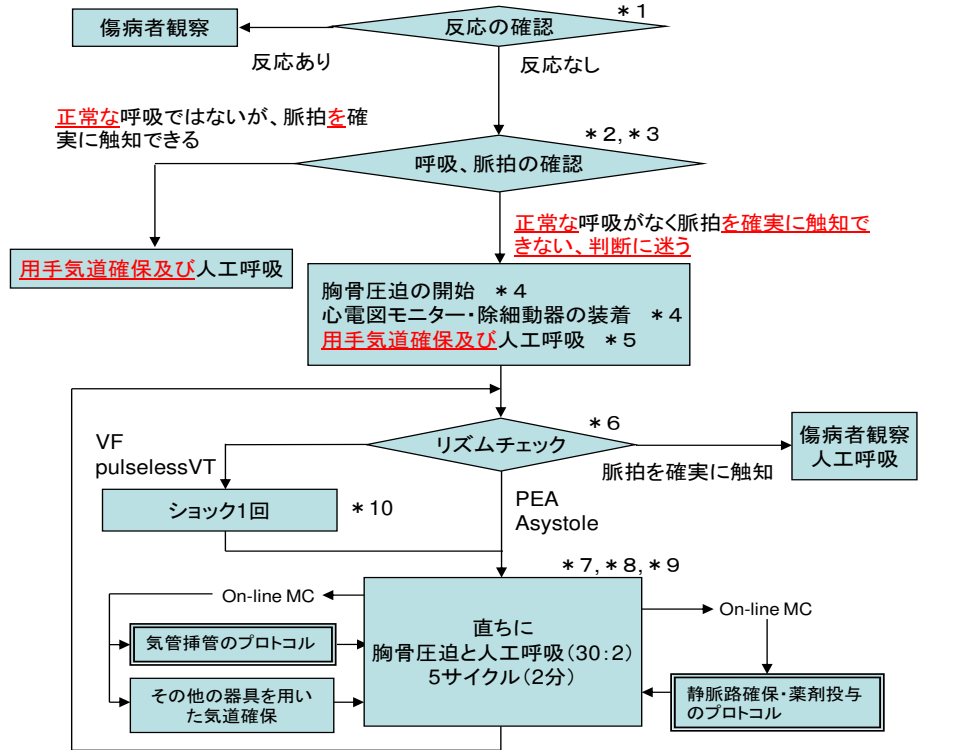 反応の確認
*1
傷病者観察
反応あり
反応なし
正常な呼吸ではないが、脈拍を確
実に触知できる
*2,*3
呼吸、脈拍の確認
正常な呼吸がなく脈拍を確実に触知で
きない、判断に迷う
用手気道確保及び人工呼吸
胸骨圧迫の開始 *4
心電図モニター・除細動器の装着 *4
用手気道確保及び人工呼吸 *5
*6
リズムチェック
VF
pulselessVT
傷病者観察
人工呼吸
脈拍を確実に触知
ショック1回
*10
PEA
Asystole
*7,*8,*9
On-line MC
On-line MC
気管挿管のプロトコル
直ちに
胸骨圧迫と人工呼吸(30:2)
5サイクル(2分)
その他の器具を用い
た気道確保
静脈路確保・薬剤投与
のプロトコル